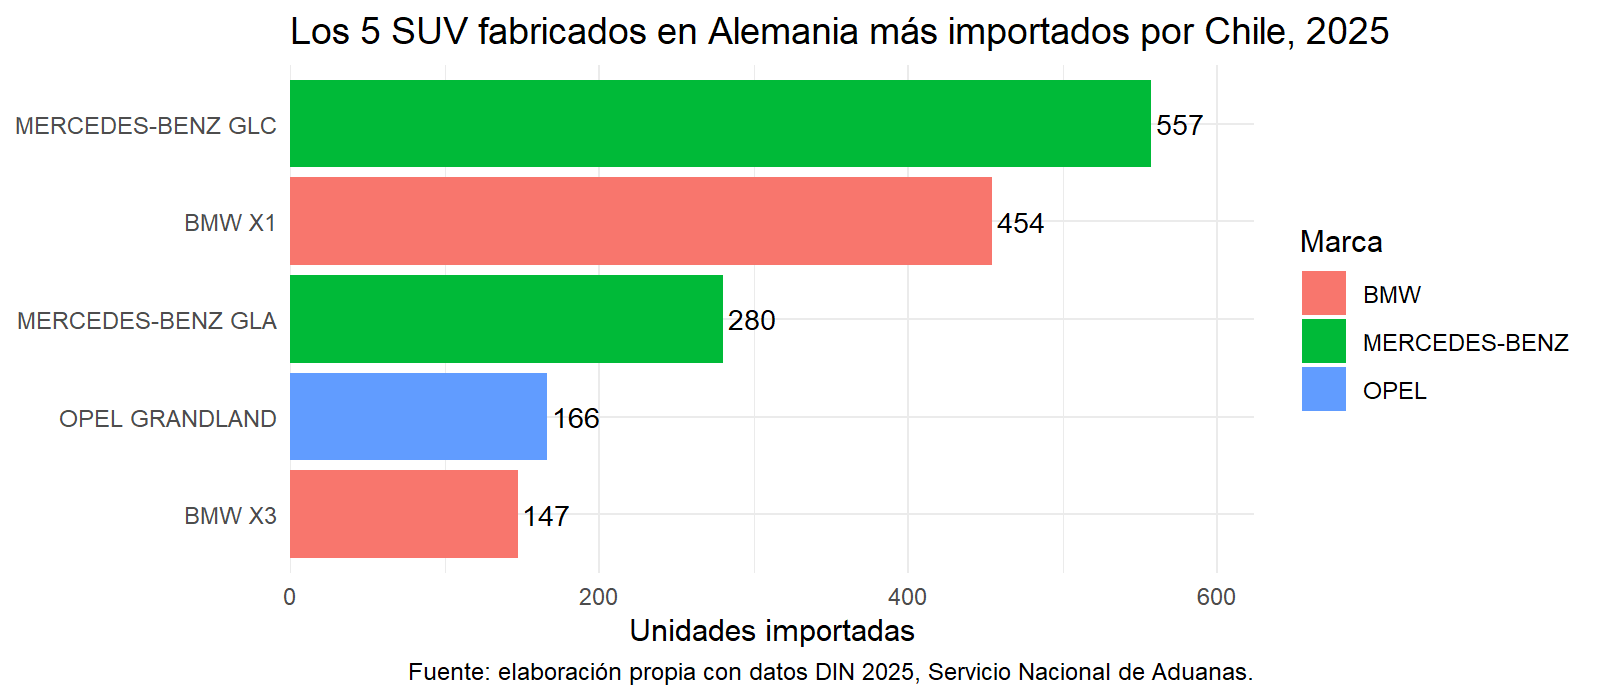 Los 5 SUV fabricados en Alemania más importados por Chile, 2025
MERCEDES-BENZ GLC
557
BMW X1
454
MERCEDES-BENZ GLA
280
OPEL GRANDLAND
166
BMW X3
147
0
200
400
600
Unidades importadas
Marca
BMW
MERCEDES-BENZ
OPEL
Fuente: elaboración propia con datos DIN 2025, Servicio Nacional de Aduanas.